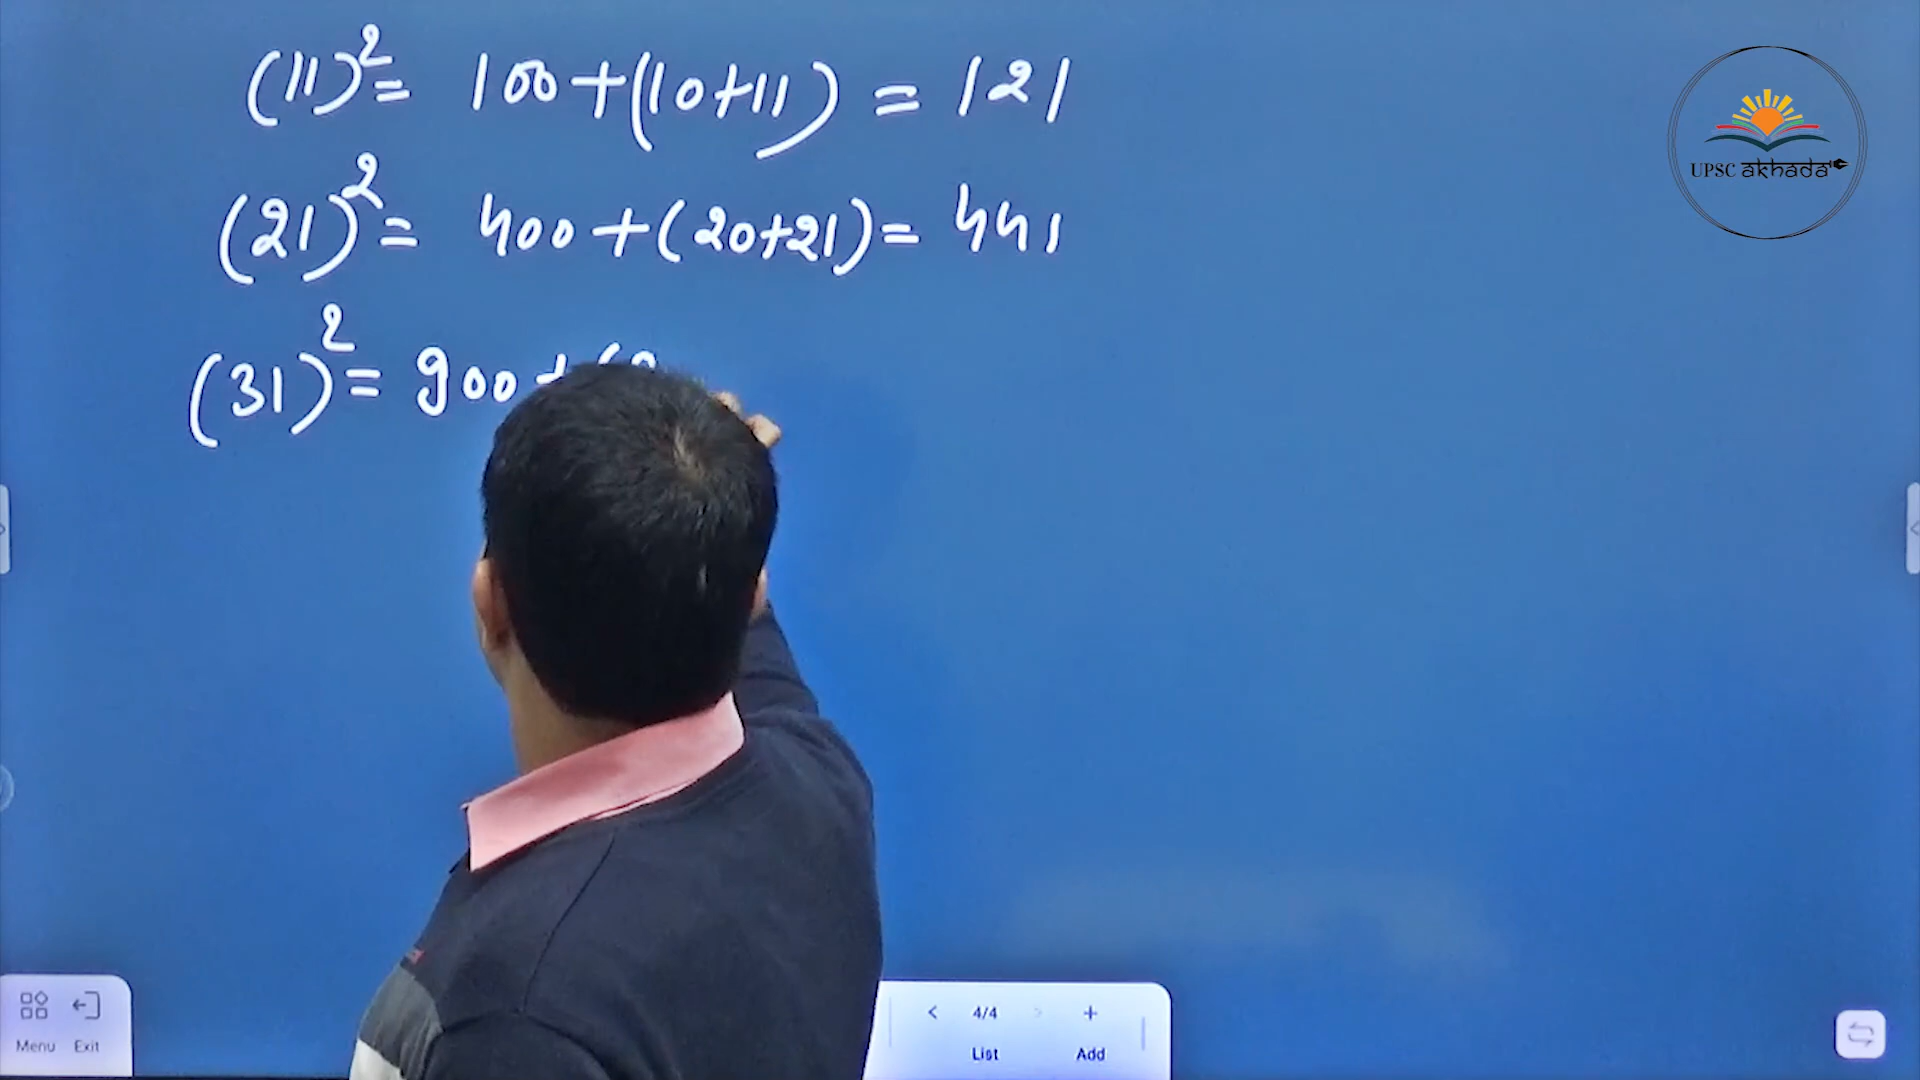 (11)² = 100 + (10+11) = 121
UPSC akhada
(21)² = 400 + (20+21) = 441
(31)² = 900 + (
Menu Exit
< 4/4 > +
List Add